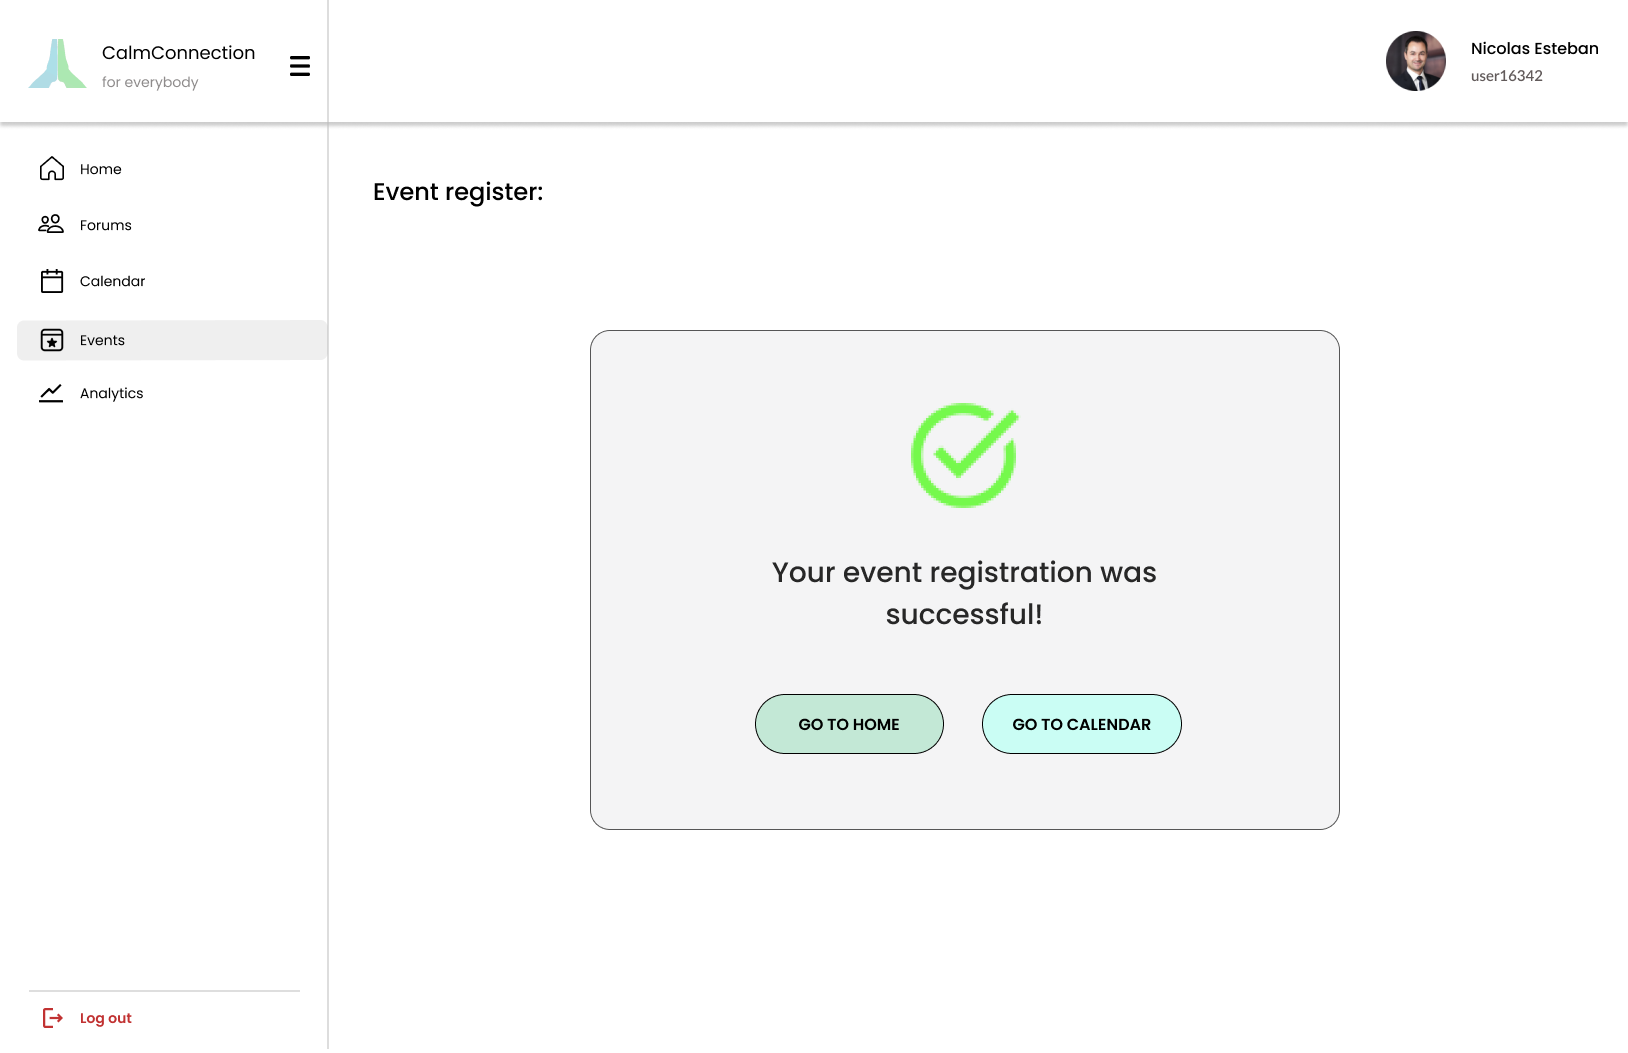 CalmConnection
for everybody
Nicolas Esteban
user16342
Home
Forums
Calendar
Events
Analytics
Log out
Event register:
Your event registration was
successful!
GO TO HOME
GO TO CALENDAR